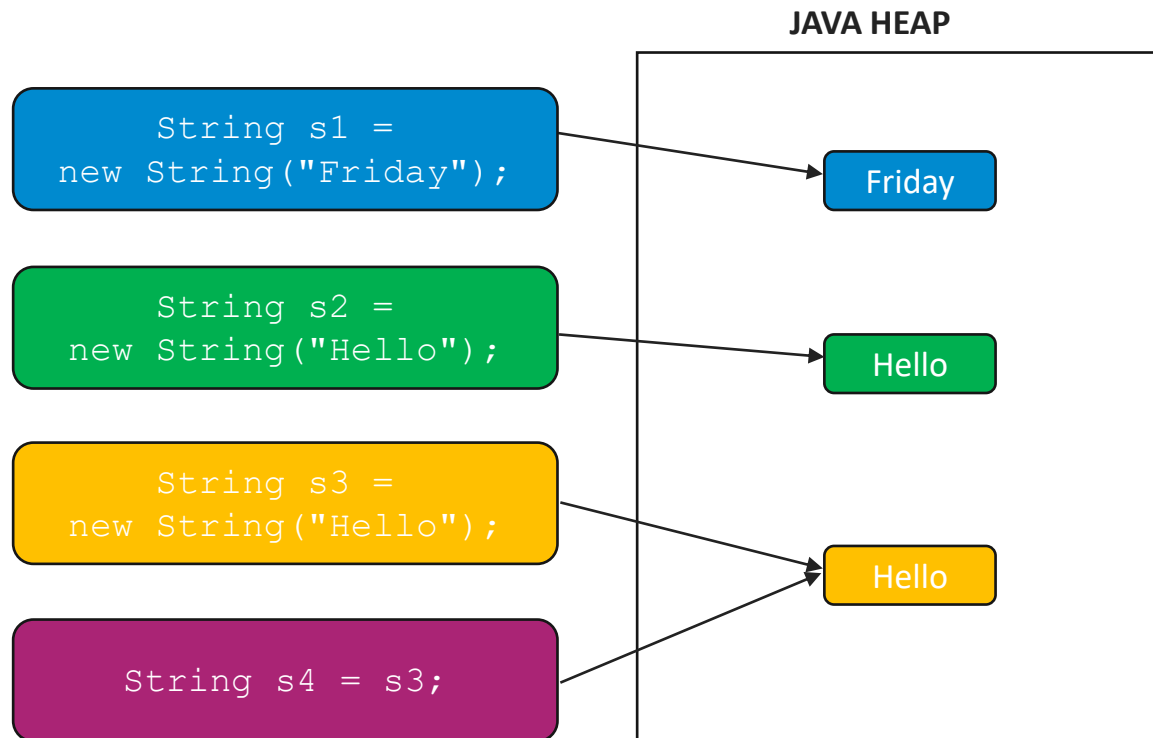 JAVA HEAP
String s1 =
new String("Friday");
Friday
String s2 =
new String("Hello");
Hello
String s3 =
new String("Hello");
Hello
String s4 = s3;